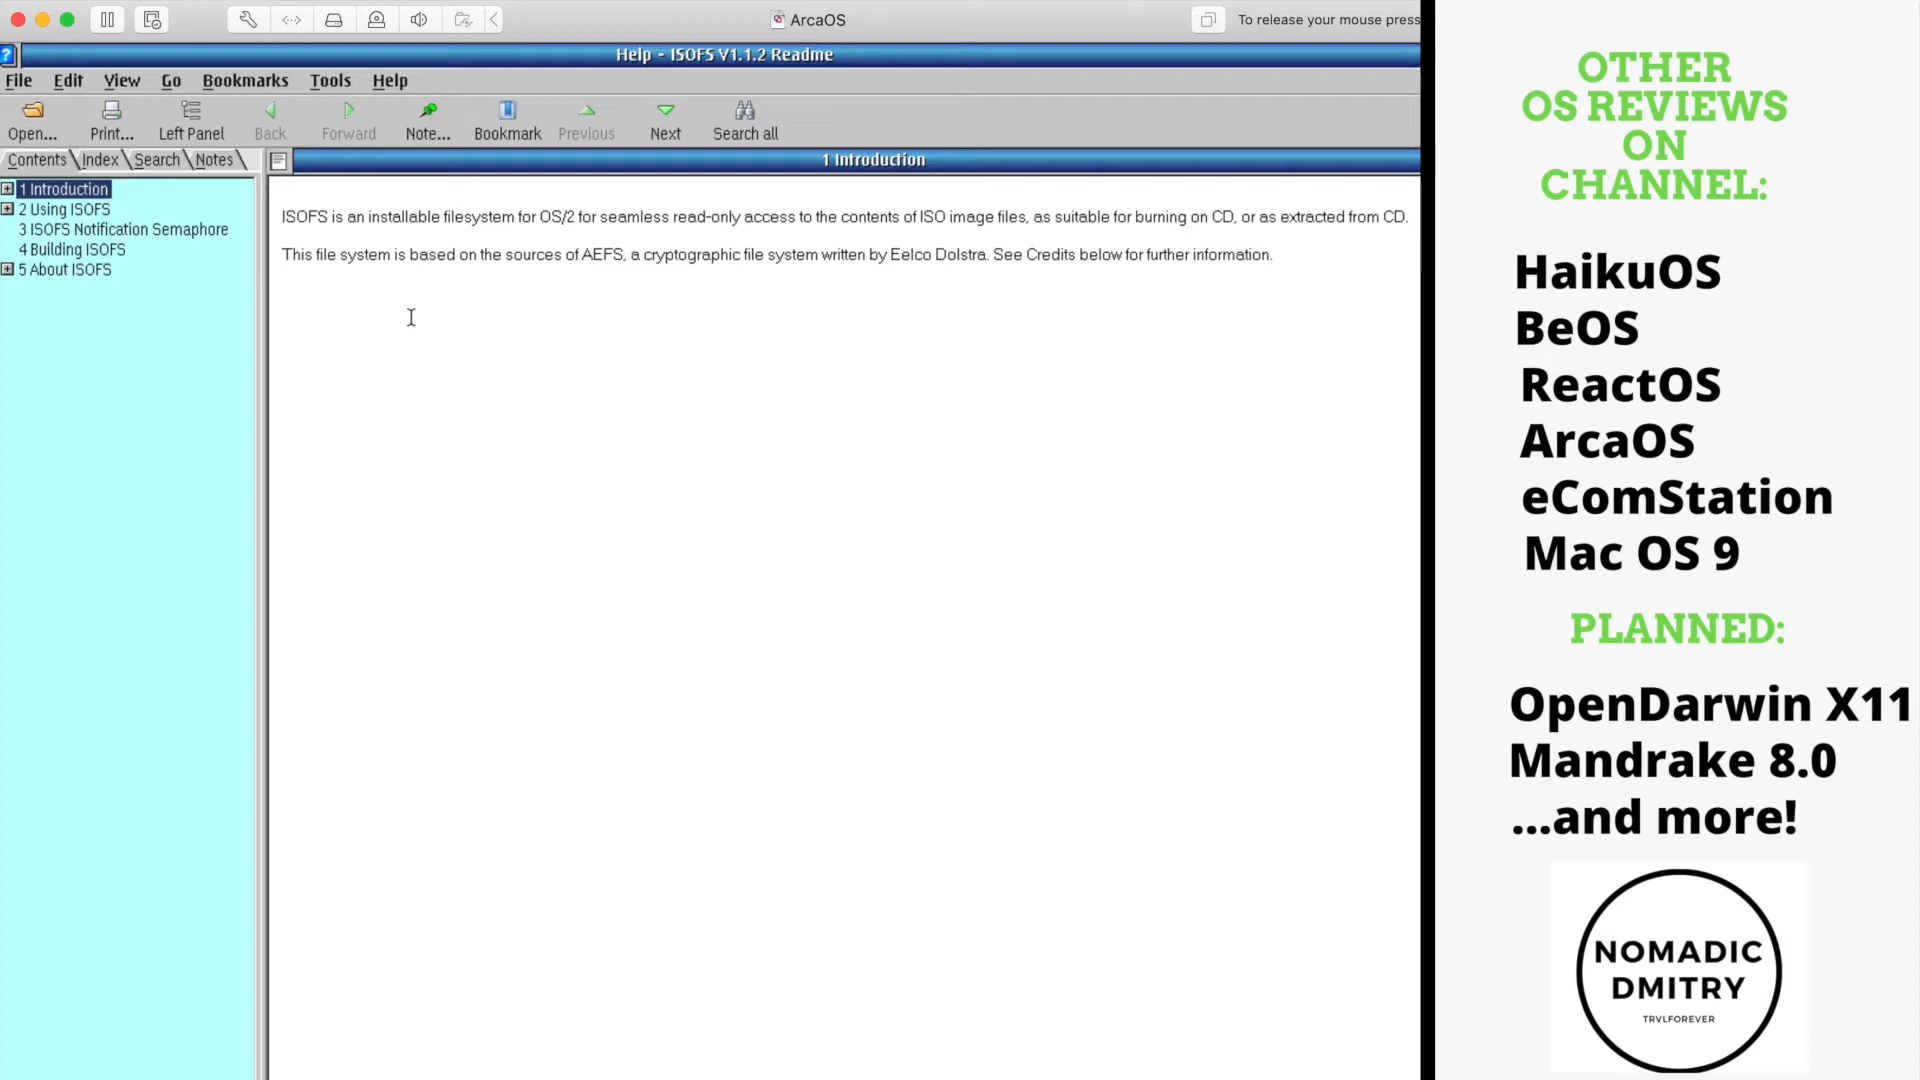 ArcaOS
To release your mouse press
Help - ISOFS V1.1.2 Readme
File Edit View Go Bookmarks Tools Help
Open... Print... Left Panel Back Forward Note... Bookmark Previous Next Search all
Contents Index Search Notes
1 Introduction
1 Introduction
2 Using ISOFS
3 ISOFS Notification Semaphore
4 Building ISOFS
5 About ISOFS
ISOFS is an installable filesystem for OS/2 for seamless read-only access to the contents of ISO image files, as suitable for burning on CD, or as extracted from CD.
This file system is based on the sources of AEFS, a cryptographic file system written by Eelco Dolstra. See Credits below for further information.
OTHER
OS REVIEWS
ON
CHANNEL:
HaikuOS
BeOS
ReactOS
ArcaOS
eComStation
Mac OS 9
PLANNED:
OpenDarwin X11
Mandrake 8.0
...and more!
NOMADIC
DMITRY
TRVLFOREVER